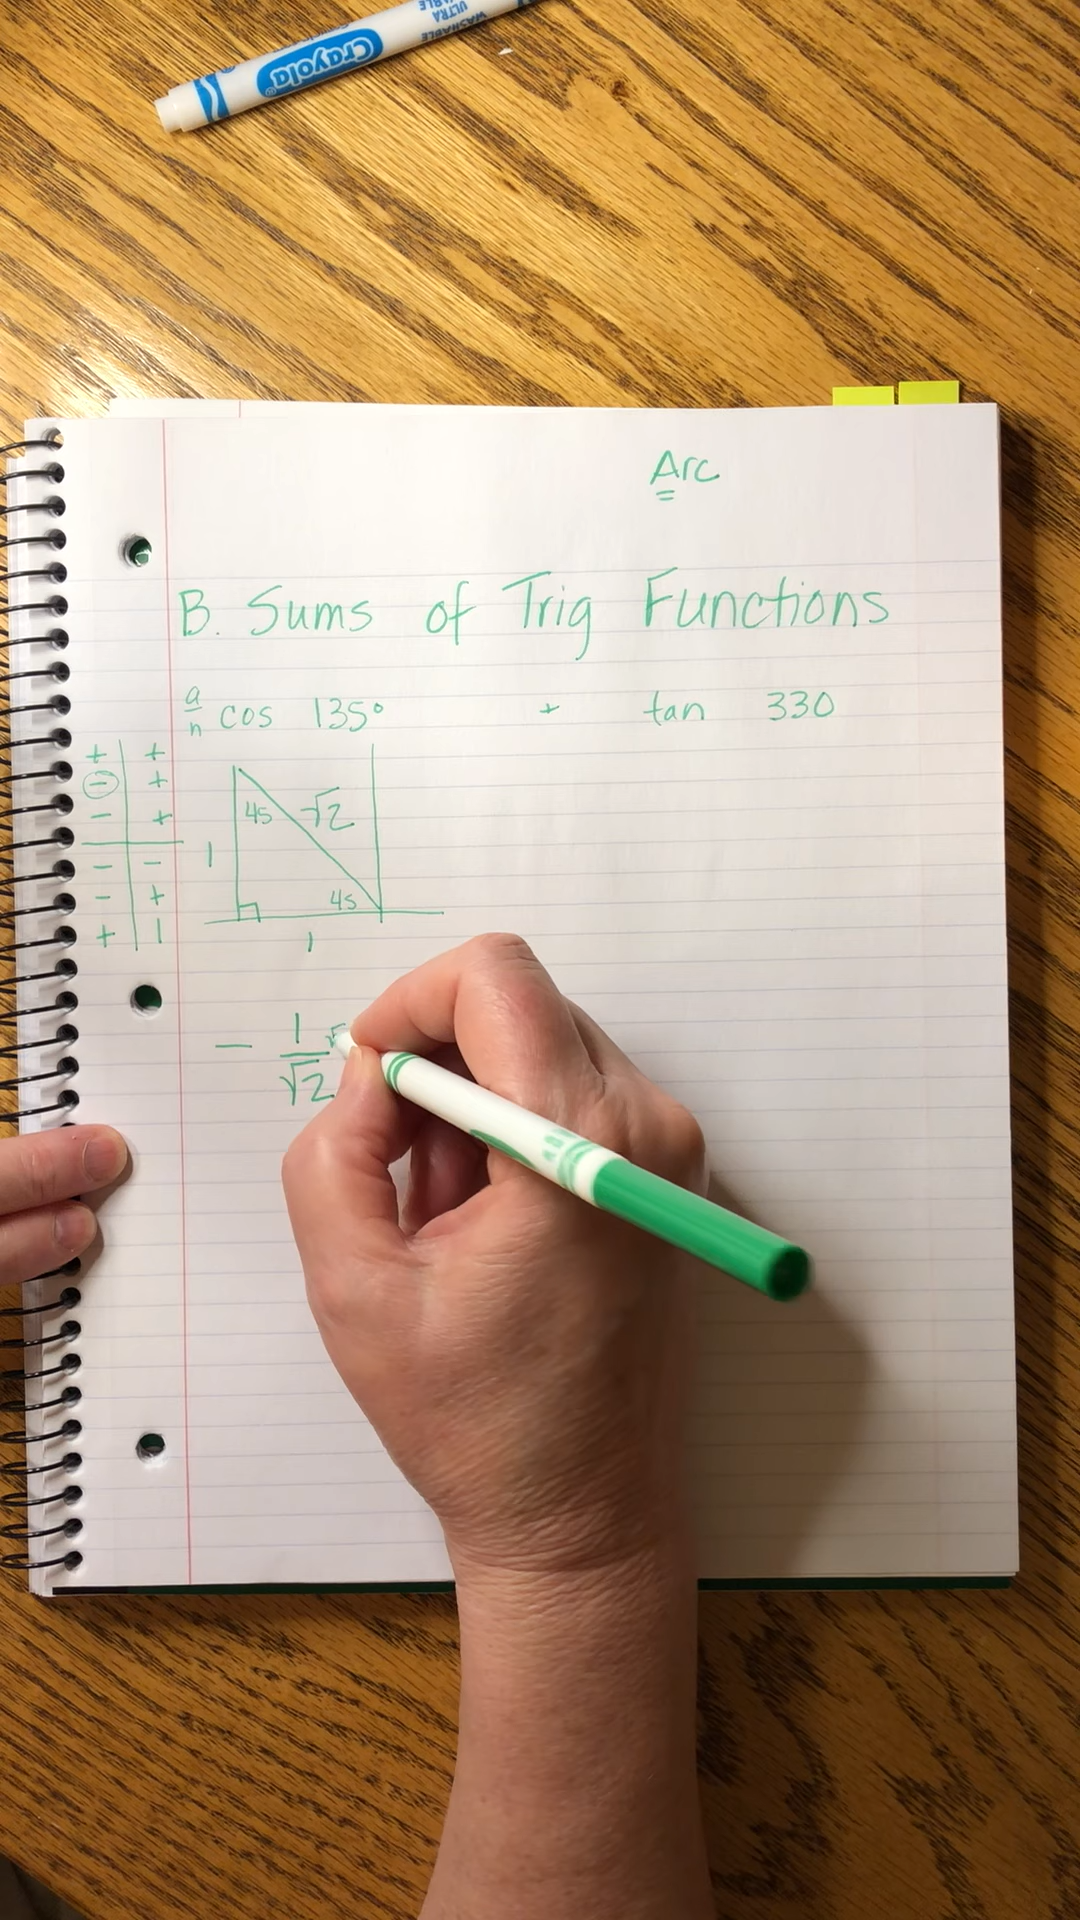 Crayola
ULTRA
WASHABLE
Arc
B. Sums of Trig Functions
a/n cos 135° + tan 330
+ | +
- | +
- | +
- | -
- | +
+ | 1
45 √2
1
45
1
- 1/√2 √